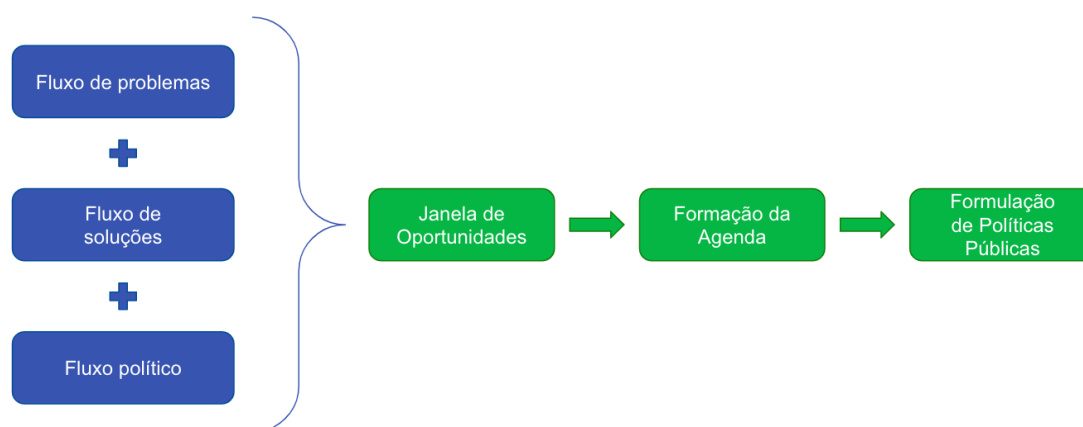 Fluxo de problemas
Fluxo de
soluções
Fluxo político
Janela de
Oportunidades
Formação da
Agenda
Formulação
de Políticas
Públicas